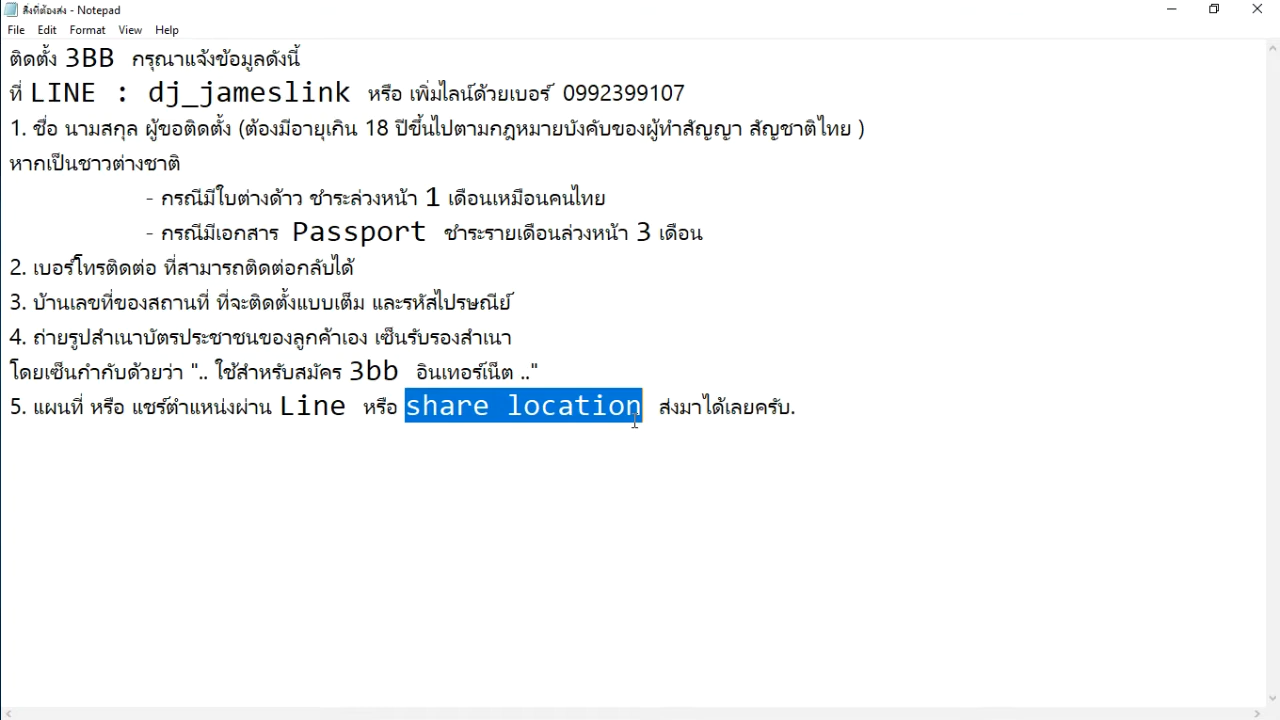 สิ่งที่ต้องส่ง - Notepad
File Edit Format View Help
ติดตั้ง 3BB กรุณาแจ้งข้อมูลดังนี้
ที่ LINE : dj_jameslink หรือ เพิ่มไลน์ด้วยเบอร์ 0992399107
1. ชื่อ นามสกุล ผู้ขอติดตั้ง (ต้องมีอายุเกิน 18 ปีขึ้นไปตามกฎหมายบังคับของผู้ทำสัญญา สัญชาติไทย )
หากเป็นชาวต่างชาติ
- กรณีมีใบต่างด้าว ชำระล่วงหน้า 1 เดือนเหมือนคนไทย
- กรณีมีเอกสาร Passport ชำระรายเดือนล่วงหน้า 3 เดือน
2. เบอร์โทรติดต่อ ที่สามารถติดต่อกลับได้
3. บ้านเลขที่ของสถานที่ ที่จะติดตั้งแบบเต็ม และรหัสไปรษณีย์
4. ถ่ายรูปสำเนาบัตรประชาชนของลูกค้าเอง เซ็นรับรองสำเนา
โดยเซ็นกำกับด้วยว่า ".. ใช้สำหรับสมัคร 3bb อินเทอร์เน็ต .."
5. แผนที่ หรือ แชร์ตำแหน่งผ่าน Line หรือ share location ส่งมาได้เลยครับ.